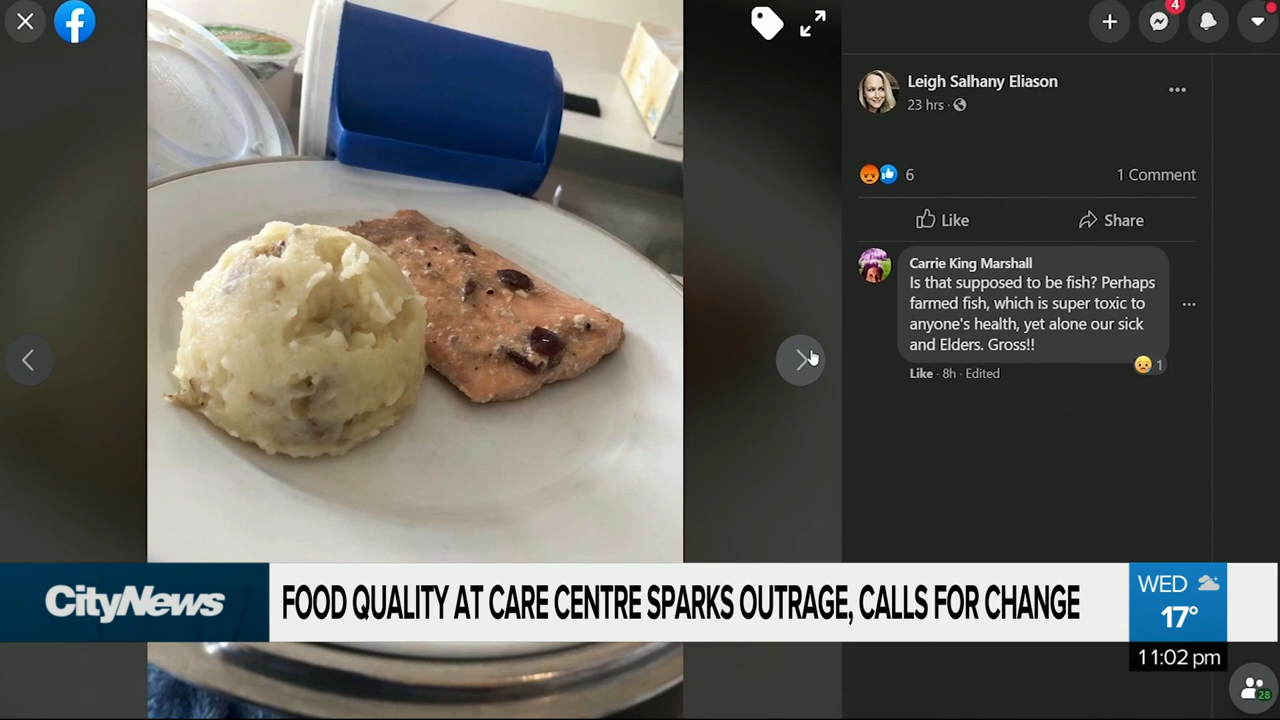 4
Leigh Salhany Eliason
23 hrs ·
6
1 Comment
Like
Share
Carrie King Marshall
Is that supposed to be fish? Perhaps
farmed fish, which is super toxic to
anyone's health, yet alone our sick
and Elders. Gross!!
1
Like · 8h · Edited
CityNews
FOOD QUALITY AT CARE CENTRE SPARKS OUTRAGE, CALLS FOR CHANGE
WED
17°
11:02 pm
28